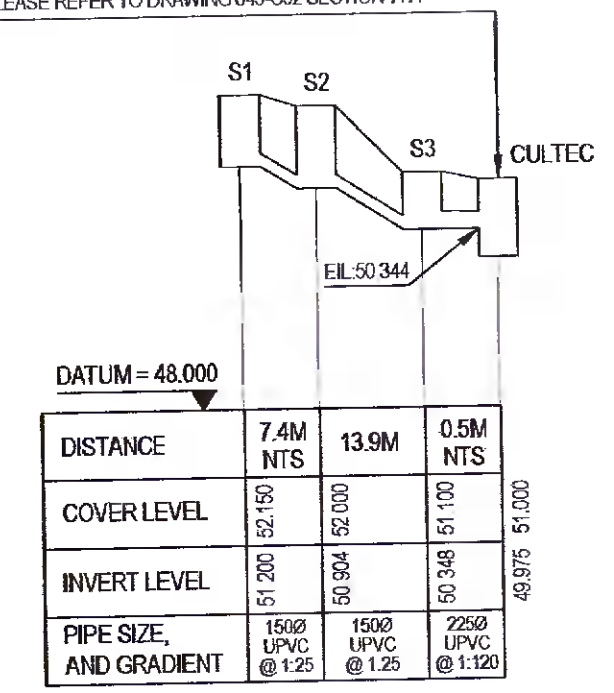 S1
S2
S3
CULTEC
EIL:50 344
DATUM = 48.000
DISTANCE 7.4M NTS 13.9M 0.5M NTS
COVER LEVEL 52.150 52 000 51.100 51.000
INVERT LEVEL 51 200 50 904 50 348 49.975
PIPE SIZE, AND GRADIENT 150Ø UPVC @ 1:25 150Ø UPVC @ 1.25 225Ø UPVC @ 1:120